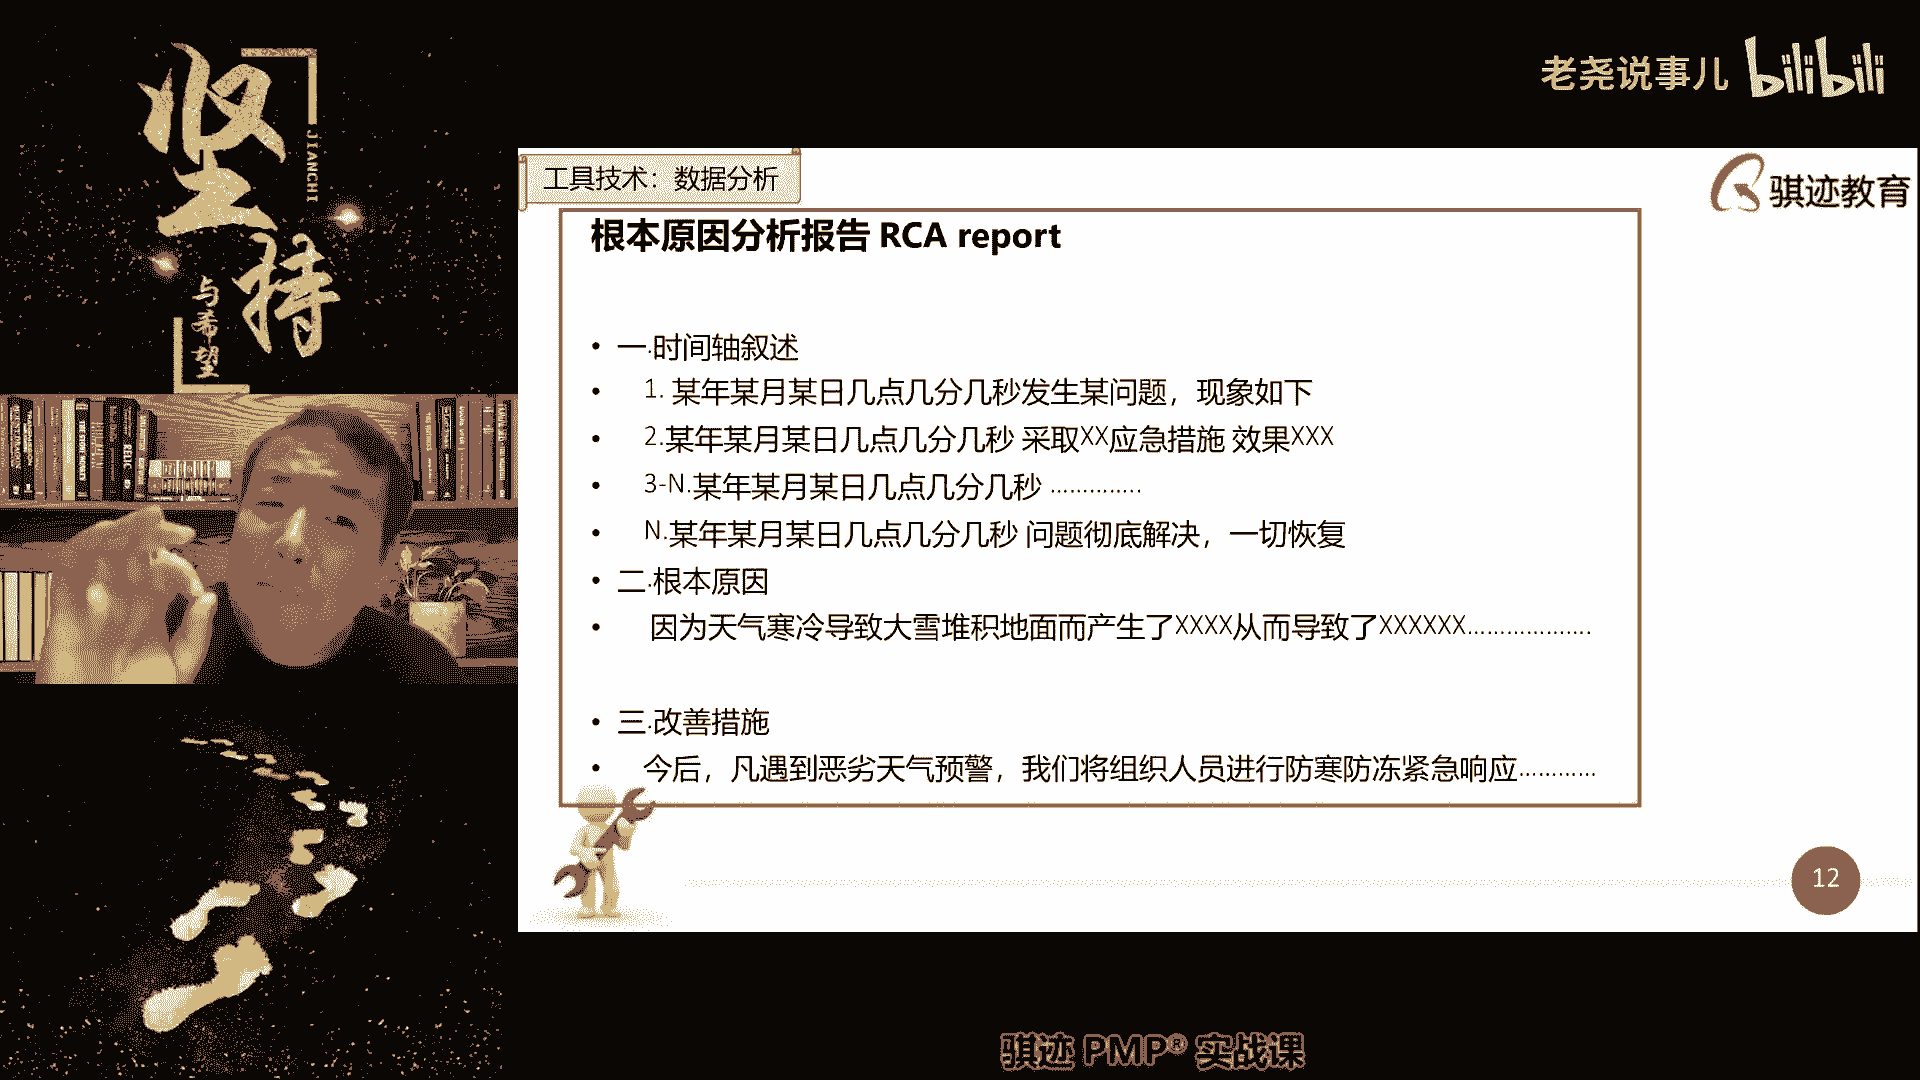 坚持
JIANCHI
与希望
老尧说事儿 bilibili
工具技术：数据分析
骐迹教育
根本原因分析报告 RCA report
• 一.时间轴叙述
• 1. 某年某月某日几点几分几秒发生某问题，现象如下
• 2.某年某月某日几点几分几秒 采取XX应急措施 效果XXX
• 3-N.某年某月某日几点几分几秒 .............
• N.某年某月某日几点几分几秒 问题彻底解决，一切恢复
• 二.根本原因
• 因为天气寒冷导致大雪堆积地面而产生了XXXX从而导致了XXXXXX..................
• 三.改善措施
• 今后，凡遇到恶劣天气预警，我们将组织人员进行防寒防冻紧急响应...........
12
骐迹 PMP® 实战课